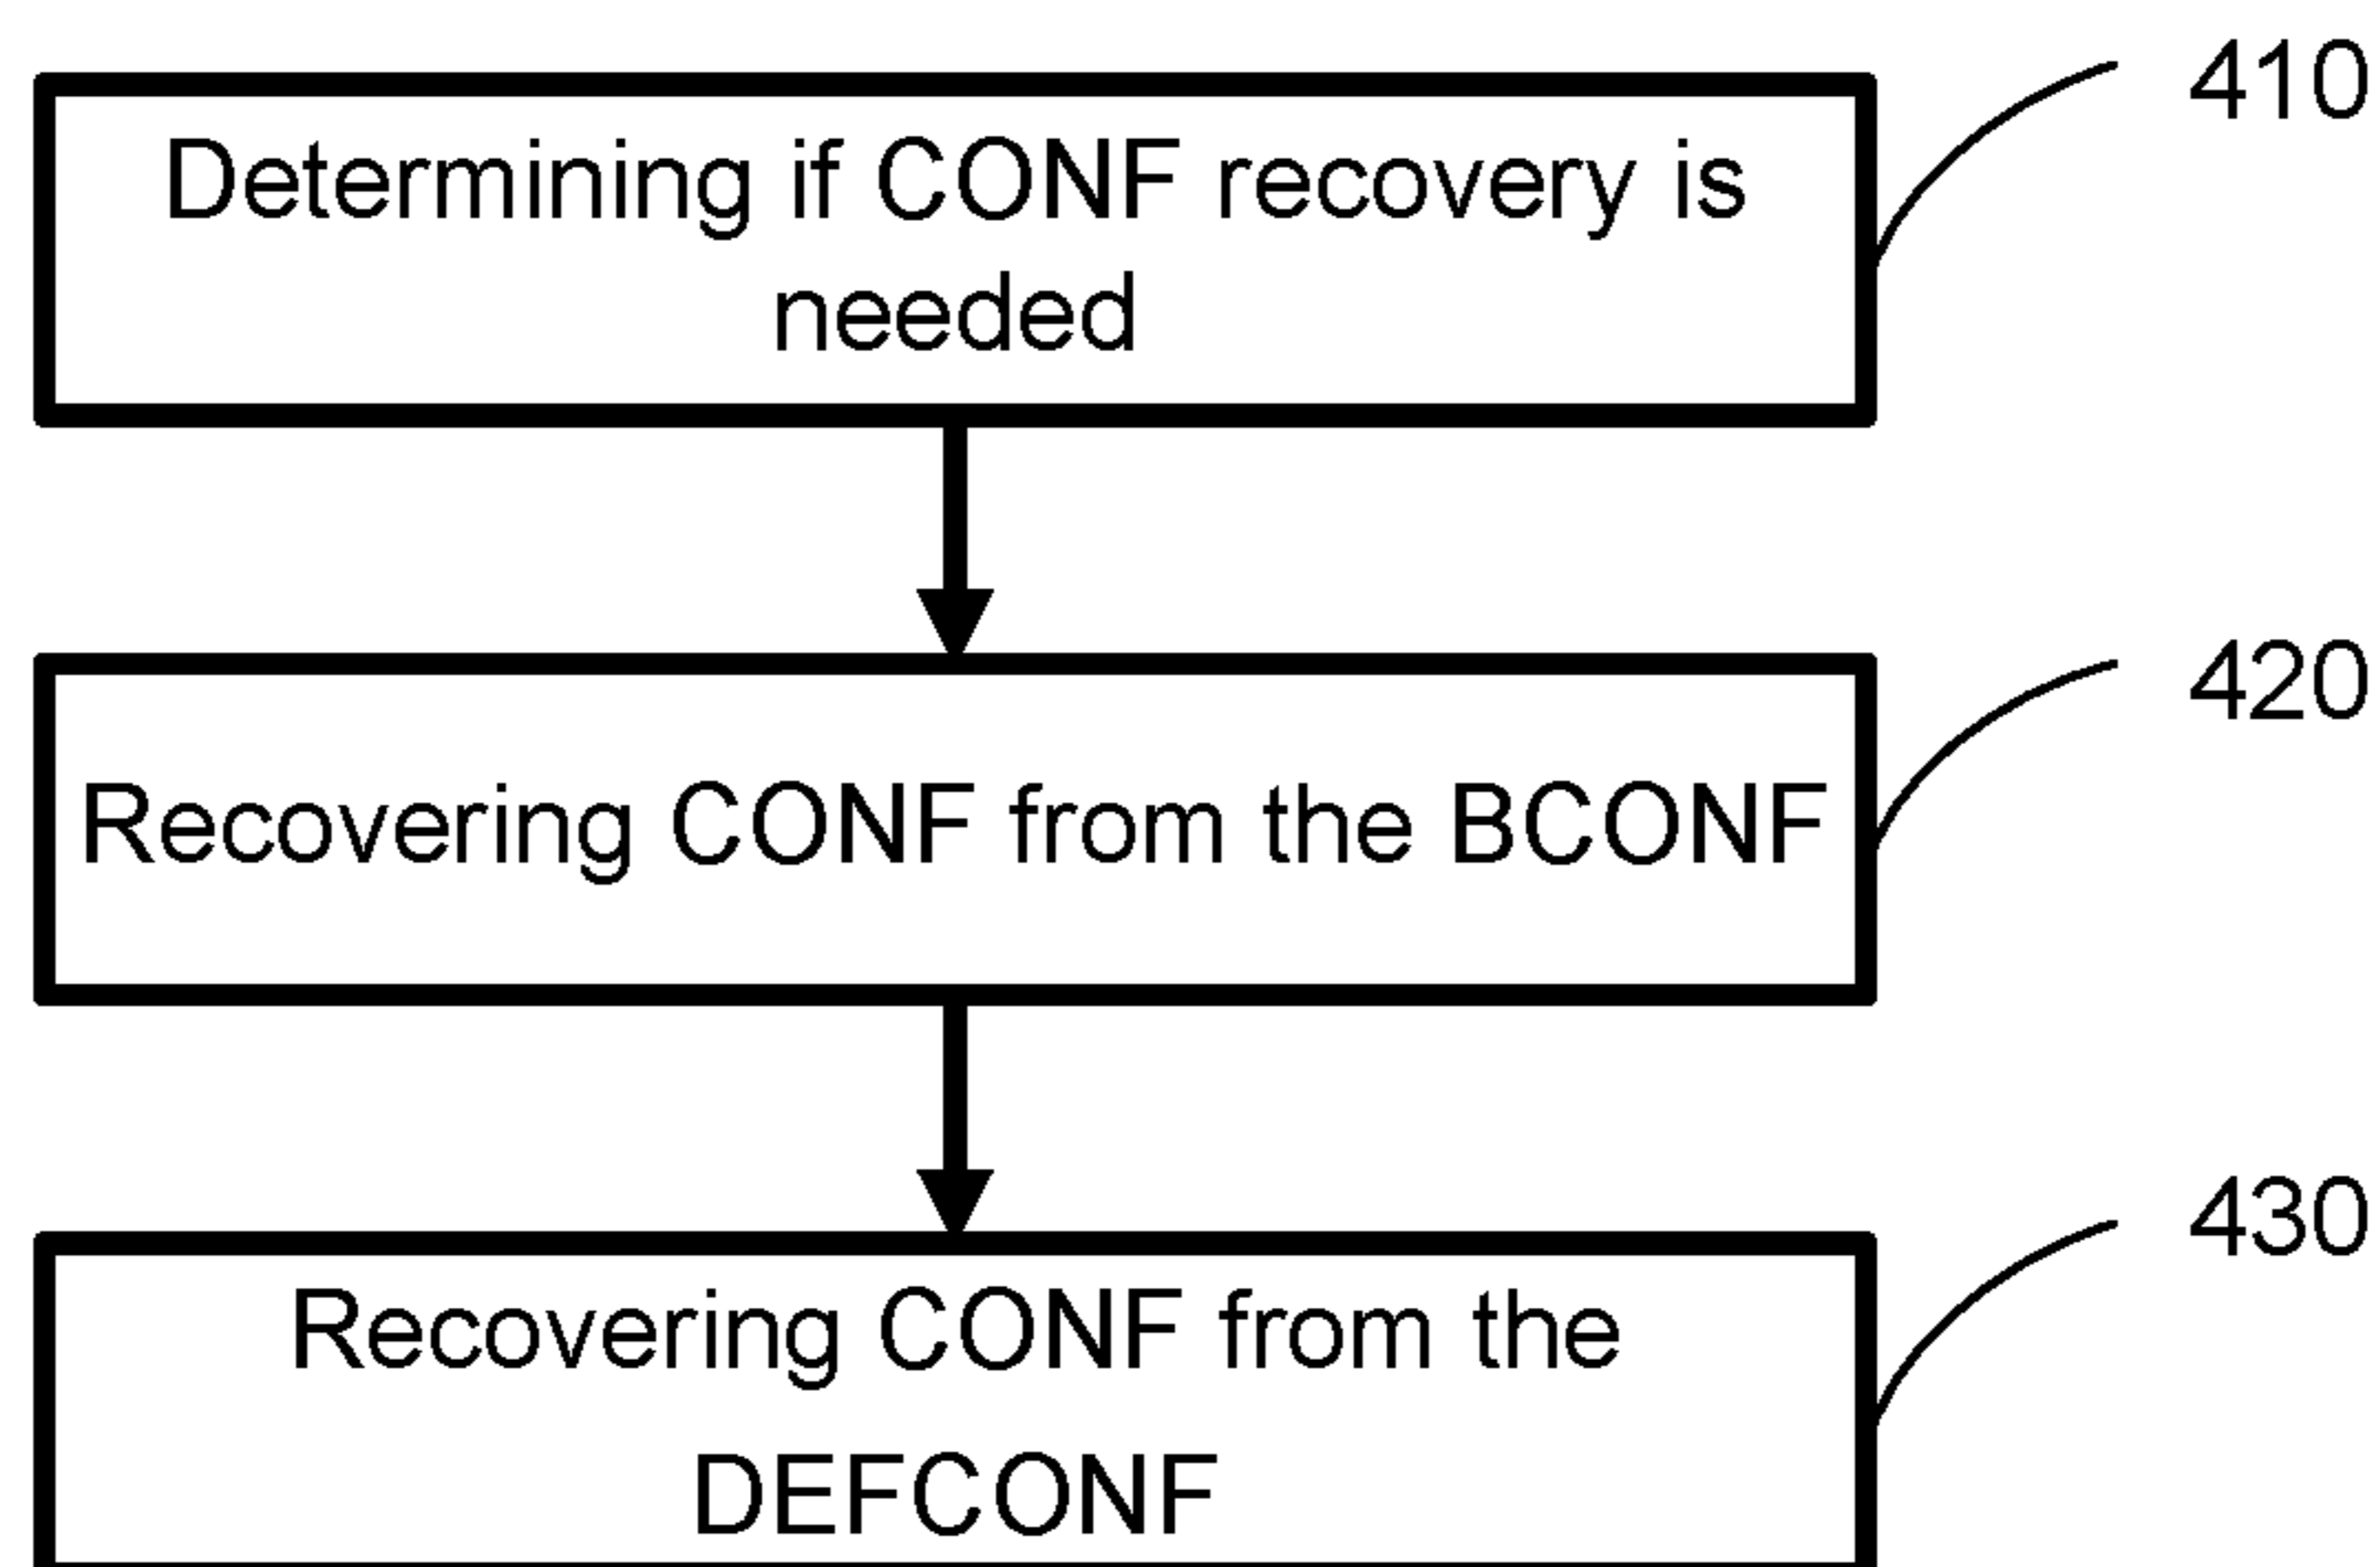 410
Determining if CONF recovery is
needed
420
Recovering CONF from the BCONF
430
Recovering CONF from the
DEFCONF